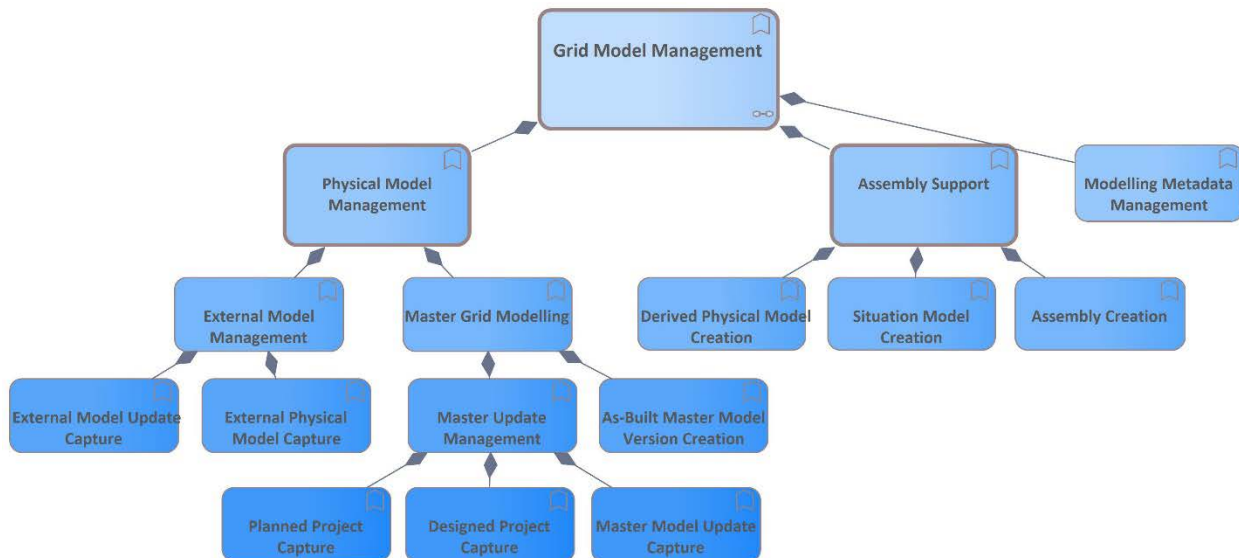 Grid Model Management
Physical Model
Management
Assembly Support
Modelling Metadata
Management
External Model
Management
Master Grid Modelling
Derived Physical Model
Creation
Situation Model
Creation
Assembly Creation
External Model Update
Capture
External Physical
Model Capture
Master Update
Management
As-Built Master Model
Version Creation
Planned Project
Capture
Designed Project
Capture
Master Model Update
Capture